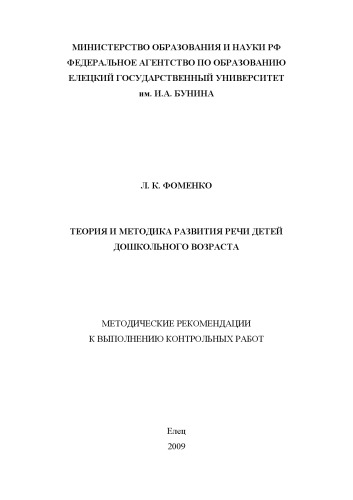 МИНИСТЕРСТВО ОБРАЗОВАНИЯ И НАУКИ РФ
ФЕДЕРАЛЬНОЕ АГЕНТСТВО ПО ОБРАЗОВАНИЮ
ЕЛЕЦКИЙ ГОСУДАРСТВЕННЫЙ УНИВЕРСИТЕТ
им. И.А. БУНИНА
Л. К. ФОМЕНКО
ТЕОРИЯ И МЕТОДИКА РАЗВИТИЯ РЕЧИ ДЕТЕЙ
ДОШКОЛЬНОГО ВОЗРАСТА
МЕТОДИЧЕСКИЕ РЕКОМЕНДАЦИИ
К ВЫПОЛНЕНИЮ КОНТРОЛЬНЫХ РАБОТ
Елец
2009